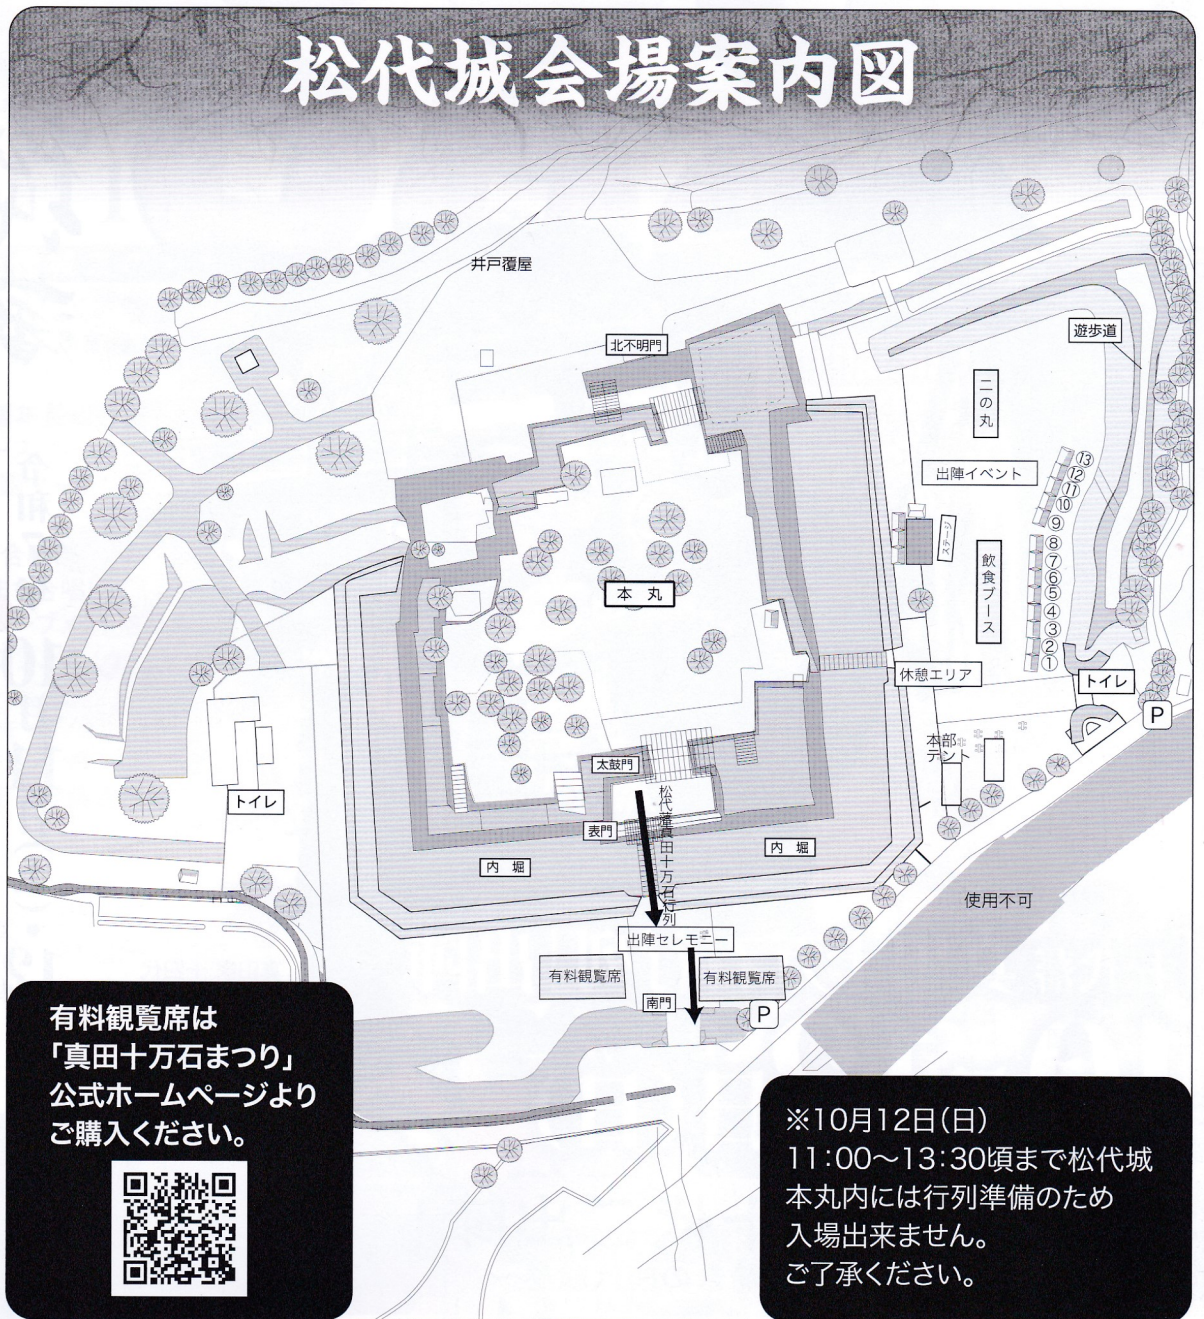 松代城会場案内図
井戸覆屋
北不明門
遊歩道
二の丸
出陣イベント
⑬
⑫
⑪
⑩
⑨
⑧
⑦
⑥
⑤
④
③
②
①
ステージ
飲食ブース
本 丸
休憩エリア
トイレ
P
本部
テント
太鼓門
トイレ
松代藩真田十万石行列
表門
内 堀
内 堀
使用不可
出陣セレモニー
有料観覧席
有料観覧席
南門
P
有料観覧席は
「真田十万石まつり」
公式ホームページより
ご購入ください。
※10月12日(日)
11:00～13:30頃まで松代城
本丸内には行列準備のため
入場出来ません。
ご了承ください。